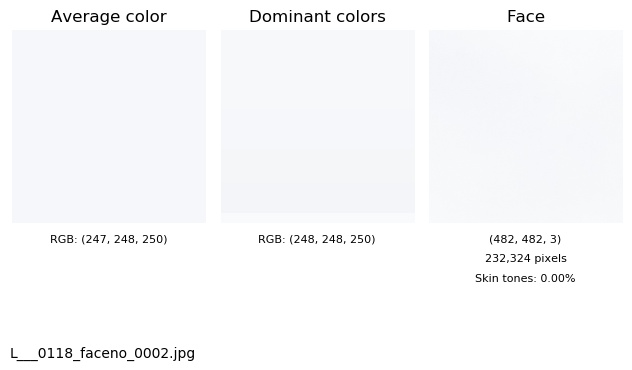 Average color
Dominant colors
Face
RGB: (247, 248, 250)
RGB: (248, 248, 250)
(482, 482, 3)
232,324 pixels
Skin tones: 0.00%
L___0118_faceno_0002.jpg